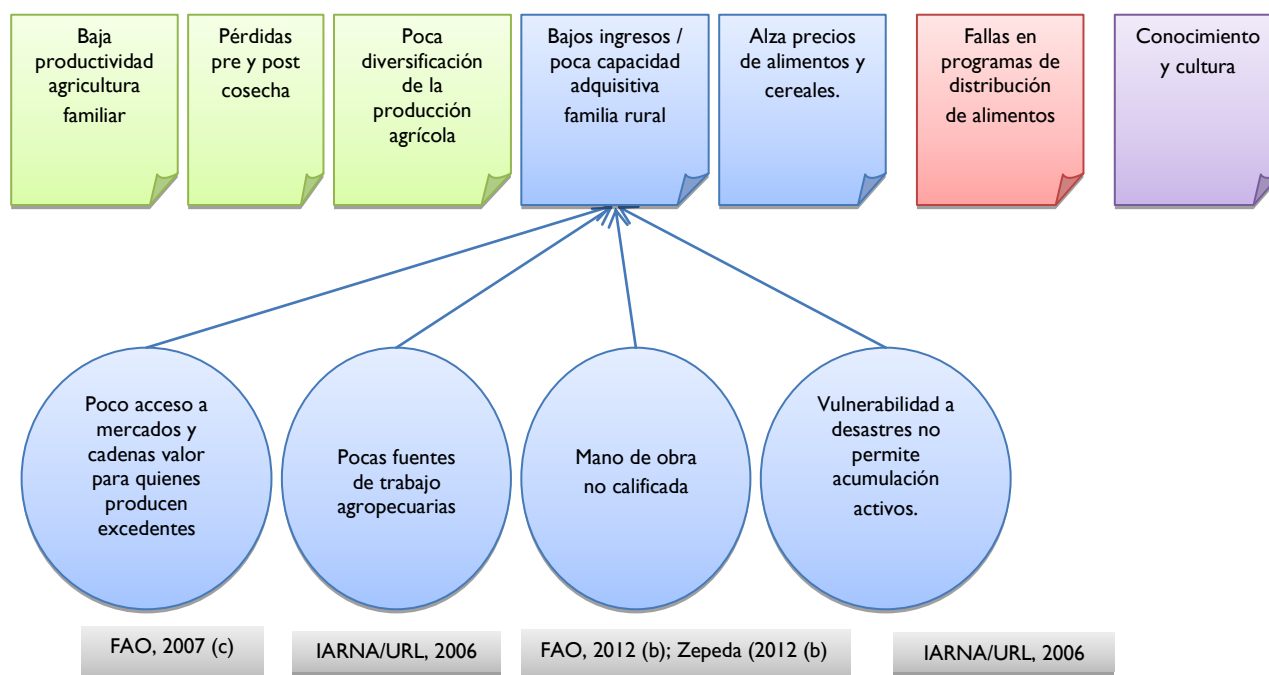 Baja
productividad
agricultura
familiar
Pérdidas
pre y post
cosecha
Poca
diversificación
de la
producción
agrícola
Bajos ingresos /
poca capacidad
adquisitiva
familia rural
Alza precios
de alimentos y
cereales.
Fallas en
programas de
distribución
de alimentos
Conocimiento
y cultura
Poco acceso a
mercados y
cadenas valor
para quienes
producen
excedentes
Pocas fuentes
de trabajo
agropecuarias
Mano de obra
no calificada
Vulnerabilidad a
desastres no
permite
acumulación
activos.
FAO, 2007 (c)
IARNA/URL, 2006
FAO, 2012 (b); Zepeda (2012 (b)
IARNA/URL, 2006